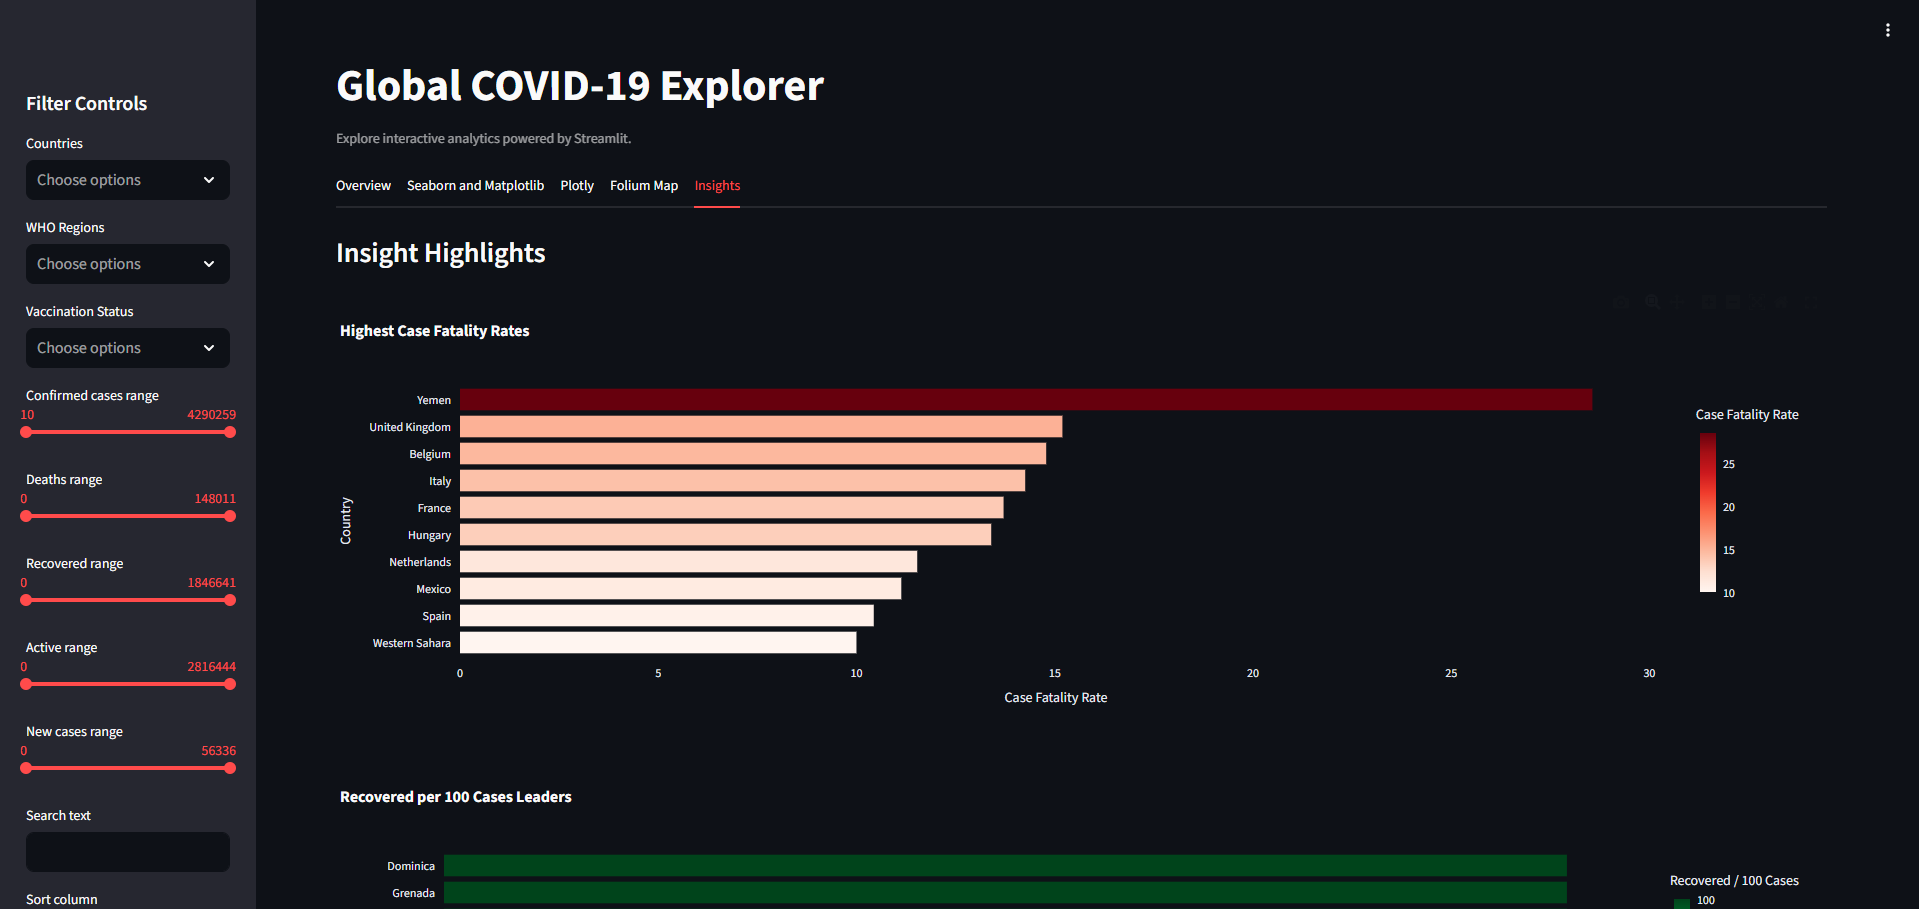 Filter Controls
Countries
Choose options
WHO Regions
Choose options
Vaccination Status
Choose options
Confirmed cases range
10 4290259
Deaths range
0 148011
Recovered range
0 1846641
Active range
0 2816444
New cases range
0 56336
Search text
Sort column
Global COVID-19 Explorer
Explore interactive analytics powered by Streamlit.
Overview Seaborn and Matplotlib Plotly Folium Map Insights
Insight Highlights
Highest Case Fatality Rates
Country
Yemen
United Kingdom
Belgium
Italy
France
Hungary
Netherlands
Mexico
Spain
Western Sahara
0 5 10 15 20 25 30
Case Fatality Rate
Case Fatality Rate
25
20
15
10
Recovered per 100 Cases Leaders
Dominica
Grenada
Recovered / 100 Cases
100